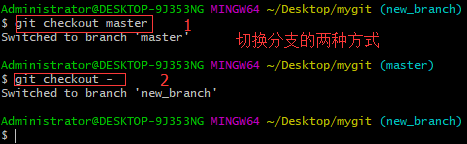 Administrator@DESKTOP-9J353NG MINGW64 ~/Desktop/mygit (new_branch)
$ git checkout master 1
Switched to branch 'master' 切换分支的两种方式
Administrator@DESKTOP-9J353NG MINGW64 ~/Desktop/mygit (master)
$ git checkout - 2
Switched to branch 'new_branch'
Administrator@DESKTOP-9J353NG MINGW64 ~/Desktop/mygit (new_branch)
$